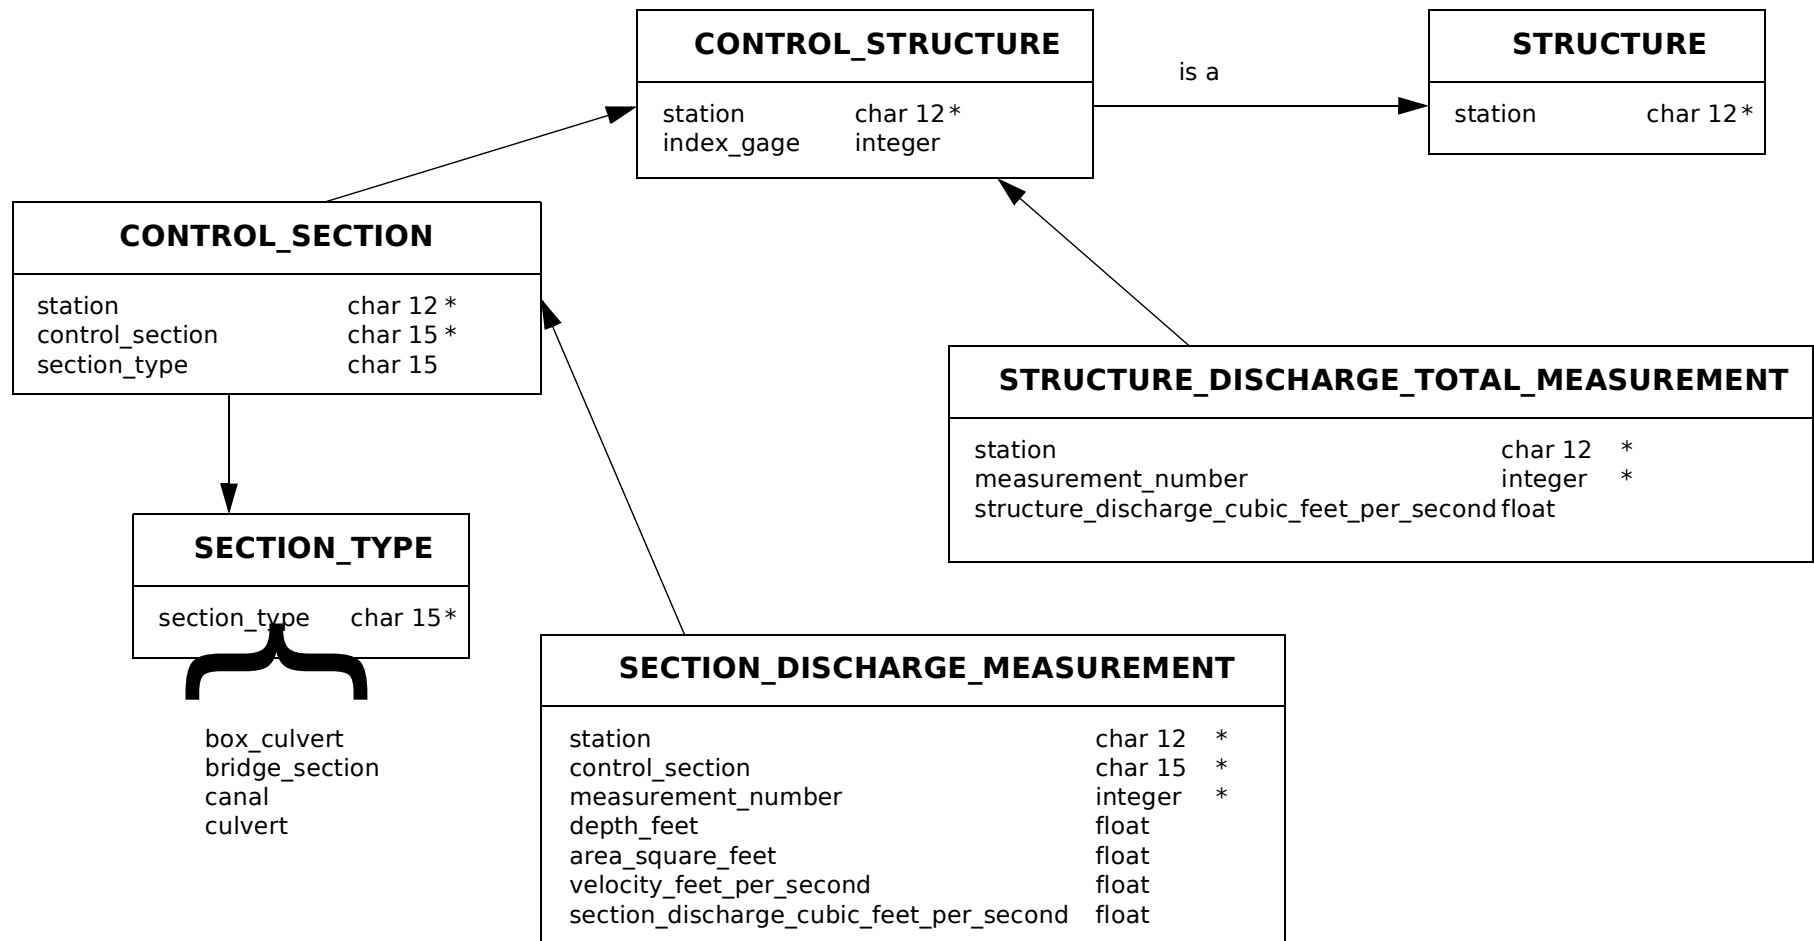 CONTROL_STRUCTURE
station char 12 *
index_gage integer
is a
STRUCTURE
station char 12 *
CONTROL_SECTION
station char 12 *
control_section char 15 *
section_type char 15
STRUCTURE_DISCHARGE_TOTAL_MEASUREMENT
station char 12 *
measurement_number integer *
structure_discharge_cubic_feet_per_second float
SECTION_TYPE
section_type char 15 *
box_culvert
bridge_section
canal
culvert
SECTION_DISCHARGE_MEASUREMENT
station char 12 *
control_section char 15 *
measurement_number integer *
depth_feet float
area_square_feet float
velocity_feet_per_second float
section_discharge_cubic_feet_per_second float